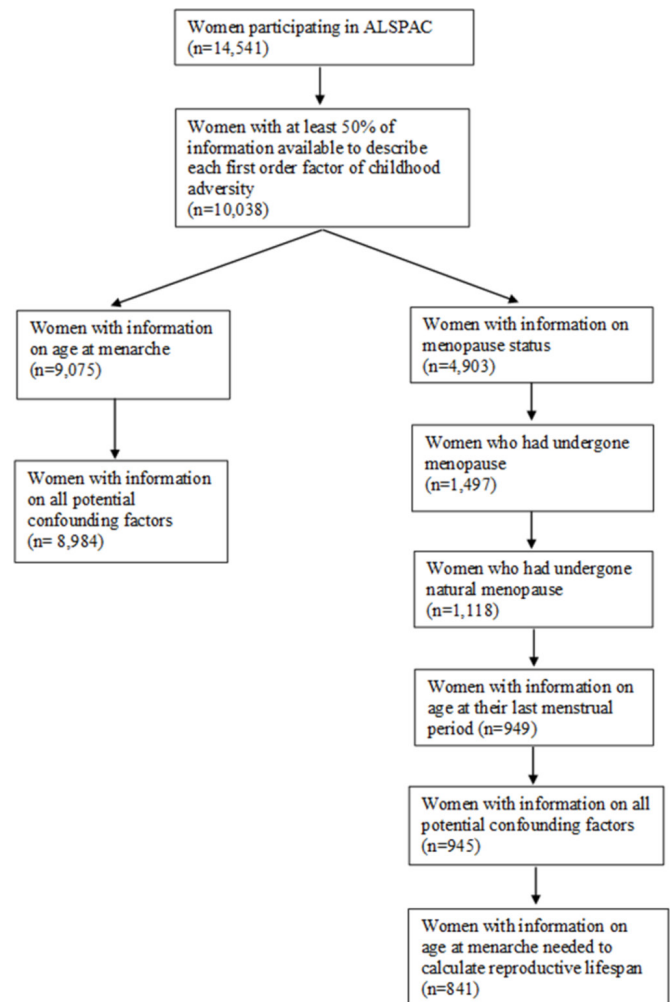 Women participating in ALSPAC
(n=14,541)
Women with at least 50% of
information available to describe
each first order factor of childhood
adversity
(n=10,038)
Women with information
on age at menarche
(n=9,075)
Women with information
on all potential
confounding factors
(n= 8,984)
Women with information on
menopause status
(n=4,903)
Women who had undergone
menopause
(n=1,497)
Women who had undergone
natural menopause
(n=1,118)
Women with information on
age at their last menstrual
period (n=949)
Women with information on all
potential confounding factors
(n=945)
Women with information on
age at menarche needed to
calculate reproductive lifespan
(n=841)